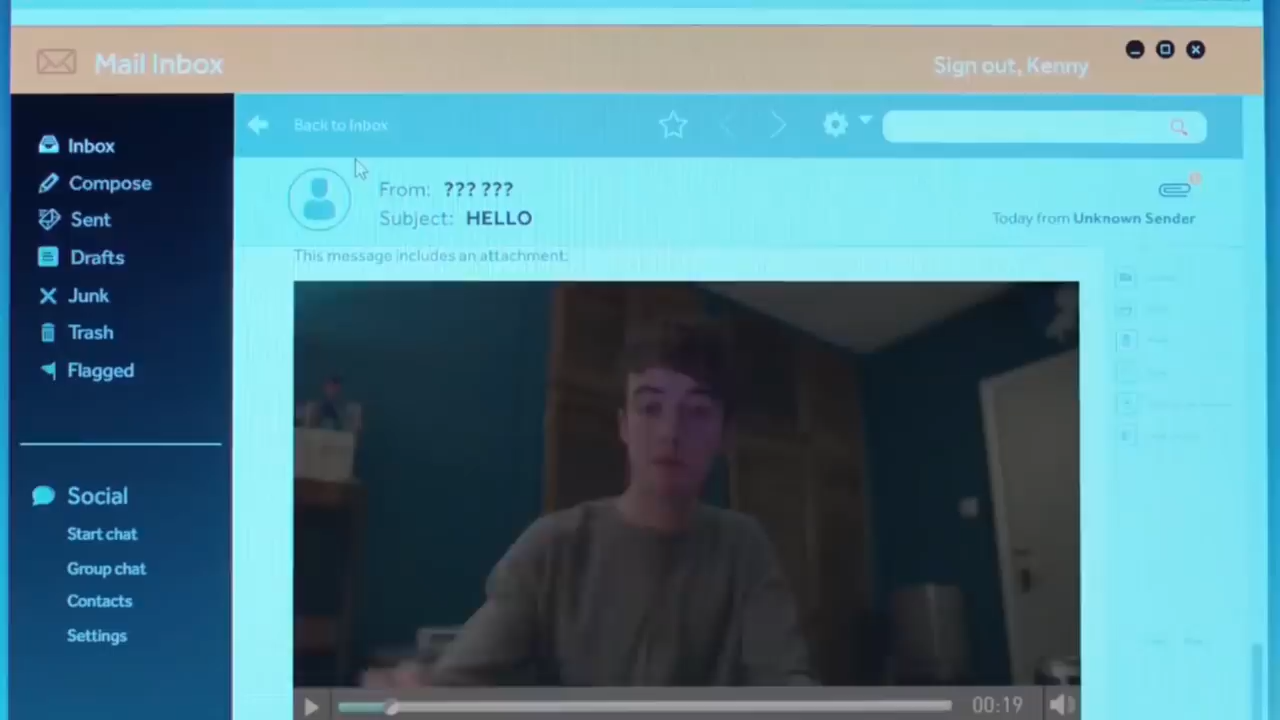 Mail Inbox
Sign out, Kenny
Back to Inbox
Inbox
Compose
Sent
Drafts
Junk
Trash
Flagged
From: ??? ???
Subject: HELLO
Today from Unknown Sender
This message includes an attachment.
Social
Start chat
Group chat
Contacts
Settings
00:19